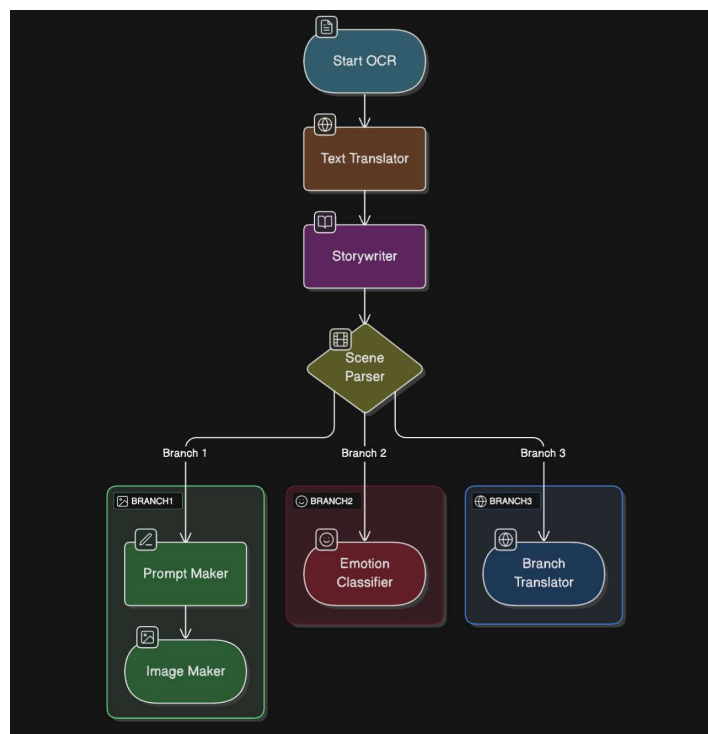 Start OCR
Text Translator
Storywriter
Scene
Parser
Branch 1
Branch 2
Branch 3
BRANCH1
BRANCH2
BRANCH3
Prompt Maker
Emotion
Classifier
Branch
Translator
Image Maker